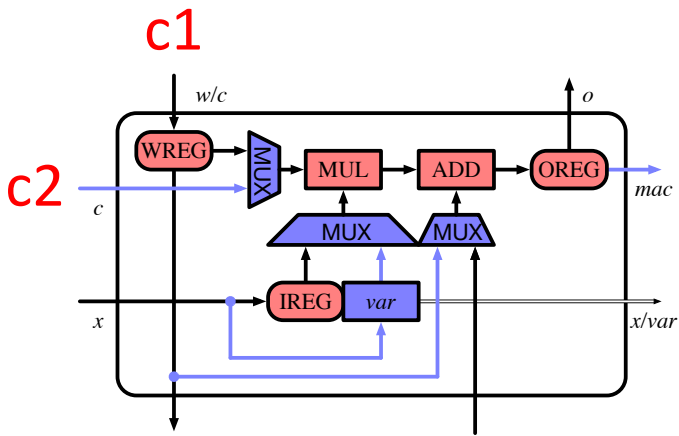 c1
w/c
o
WREG
MUX
MUL
ADD
OREG
c2
c
mac
MUX
MUX
IREG
var
x
x/var